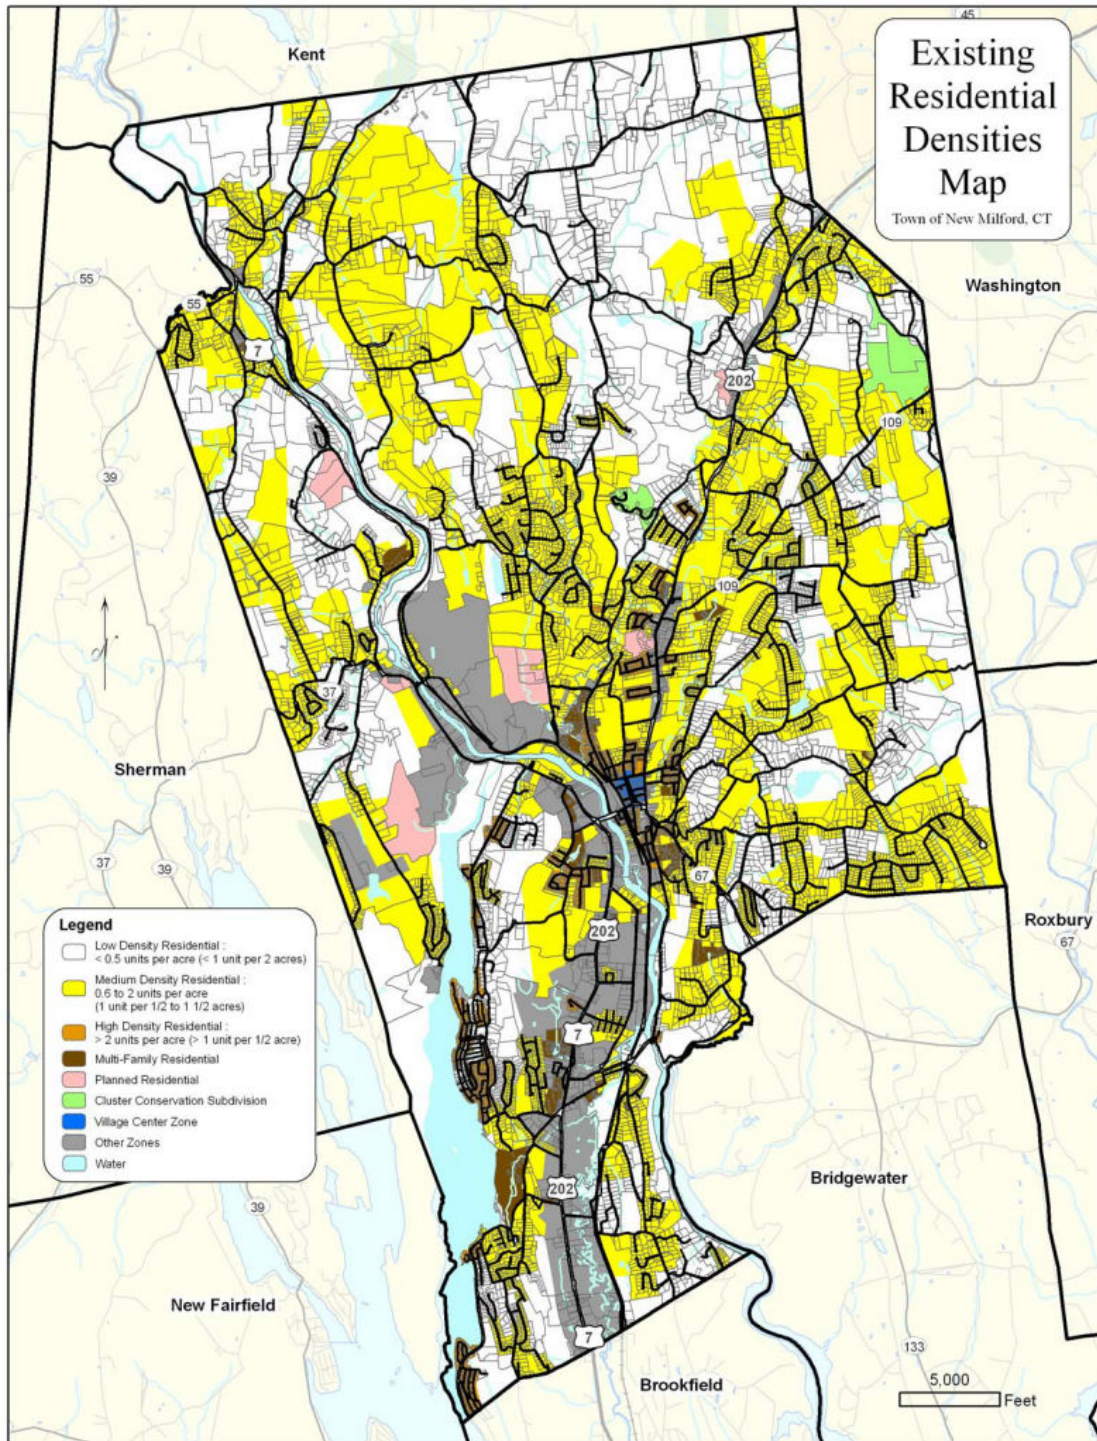 45
Kent
Existing
Residential
Densities
Map
Town of New Milford, CT
55
55
Washington
7
202
39
109
109
37
Sherman
37
39
67
Roxbury
67
202
Legend
Low Density Residential :
< 0.5 units per acre (< 1 unit per 2 acres)
Medium Density Residential :
0.6 to 2 units per acre
(1 unit per 1/2 to 1 1/2 acres)
High Density Residential :
> 2 units per acre (> 1 unit per 1/2 acre)
Multi-Family Residential
Planned Residential
Cluster Conservation Subdivision
Village Center Zone
Other Zones
Water
7
202
Bridgewater
39
New Fairfield
7
133
Brookfield
5,000
Feet